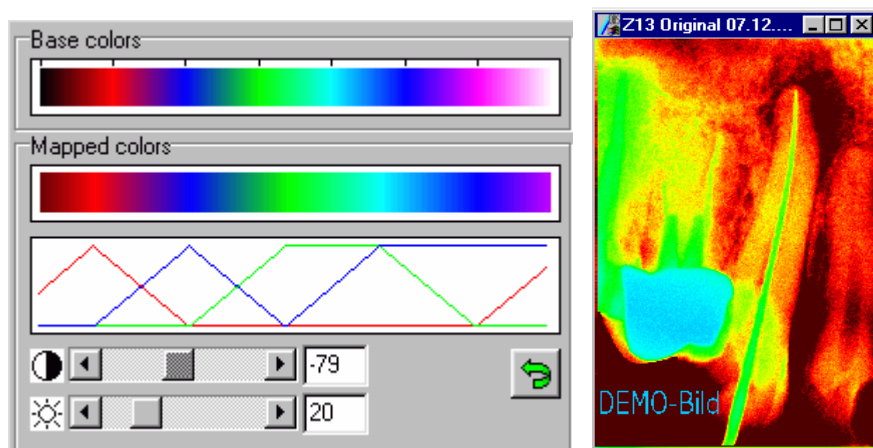 Base colors
Mapped colors
-79
20
Z13 Original 07.12....
DEMO-Bild